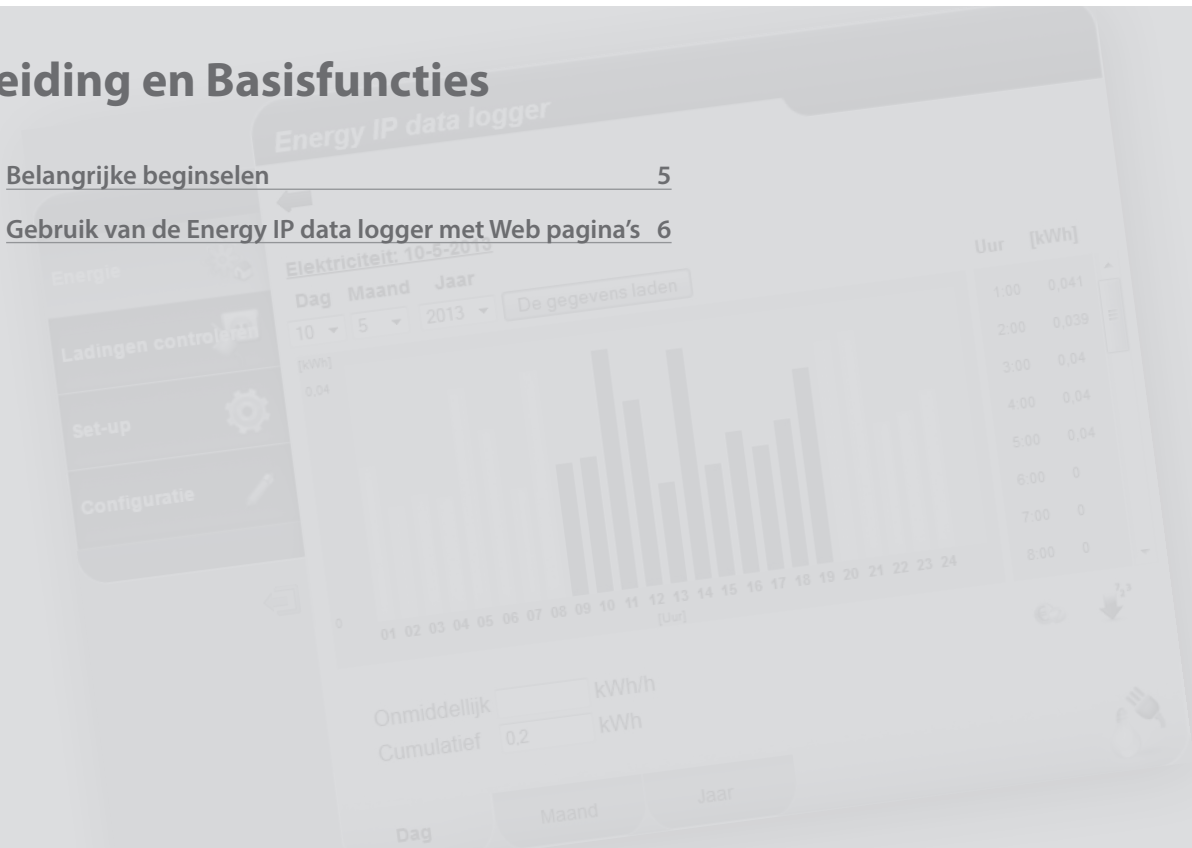 eiding en Basisfuncties
Belangrijke beginselen 5
Gebruik van de Energy IP data logger met Web pagina’s 6
Energy IP data logger
Energie
Ladingen controleren
Set-up
Configuratie
Elektriciteit: 10-5-2013
Dag Maand Jaar
10 5 2013 De gegevens laden
[kWh]
0,04
0
01 02 03 04 05 06 07 08 09 10 11 12 13 14 15 16 17 18 19 20 21 22 23 24
[Uur]
Uur [kWh]
1:00 0,041
2:00 0,039
3:00 0,04
4:00 0,04
5:00 0,04
6:00 0
7:00 0
8:00 0
Onmiddellijk kWh/h
Cumulatief 0,2 kWh
Dag Maand Jaar